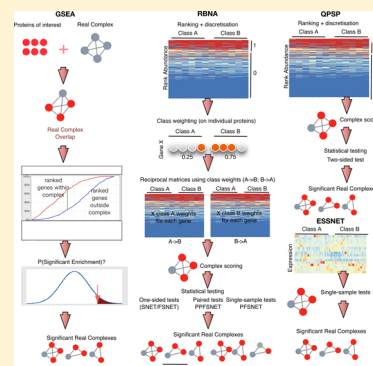 GSEA
Proteins of interest
Real Complex
Real Complex
Overlap
ranked
genes within
complex
ranked
genes
outside
complex
P(Significant Enrichment)?
Significant Real Complexes
RBNA
Ranking + discretisation
Class A Class B
Rank Abundance
1
0
Class weighting (on individual proteins)
Class A Class B
Gene X
0.25 0.75
Reciprocal matrices using class weights (A->B; B->A)
Class A Class B Class A Class B
X class A weights
for each gene
X class B weights
for each gene
A->B B->A
Complex scoring
Statistical testing
One-sided tests
(SNET/FSNET)
Paired tests
PPFSNET
Single-sample tests
PFSNET
Significant Real Complexes
QPSP
Ranking + discretisation
Class A Class B
Rank Abundance
Complex sco
Statistical testing
Two-sided test
Significant Real Complexe
ESSNET
Class A Class B
Expression
Single-sample tests
Significant Real Complexes